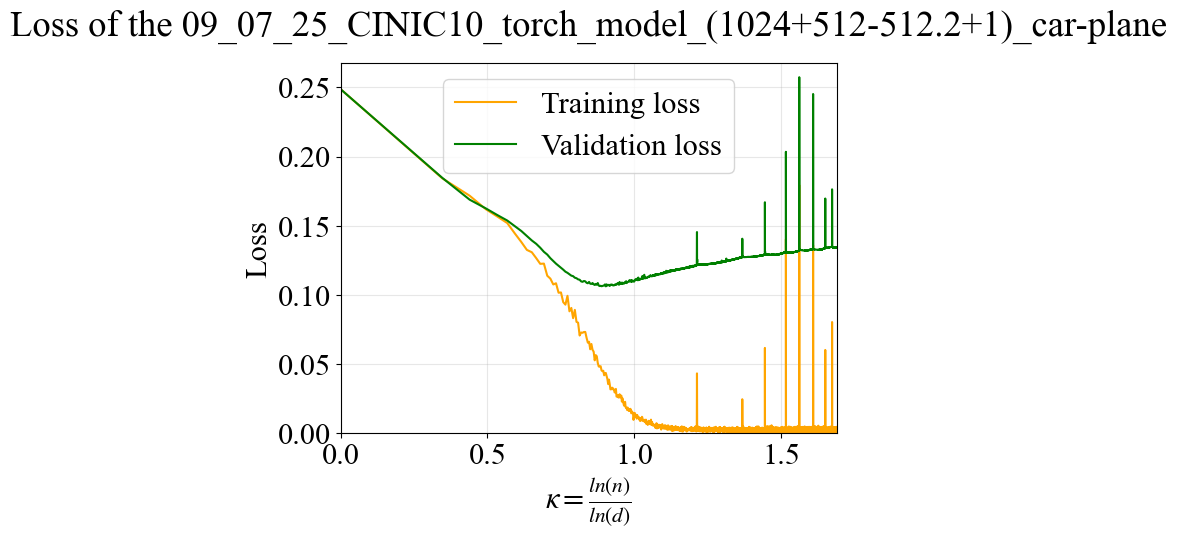 Loss of the 09_07_25_CINIC10_torch_model_(1024+512-512.2+1)_car-plane
Training loss
Validation loss
Loss
0.25
0.20
0.15
0.10
0.05
0.00
0.0 0.5 1.0 1.5
κ = ln(n) / ln(d)